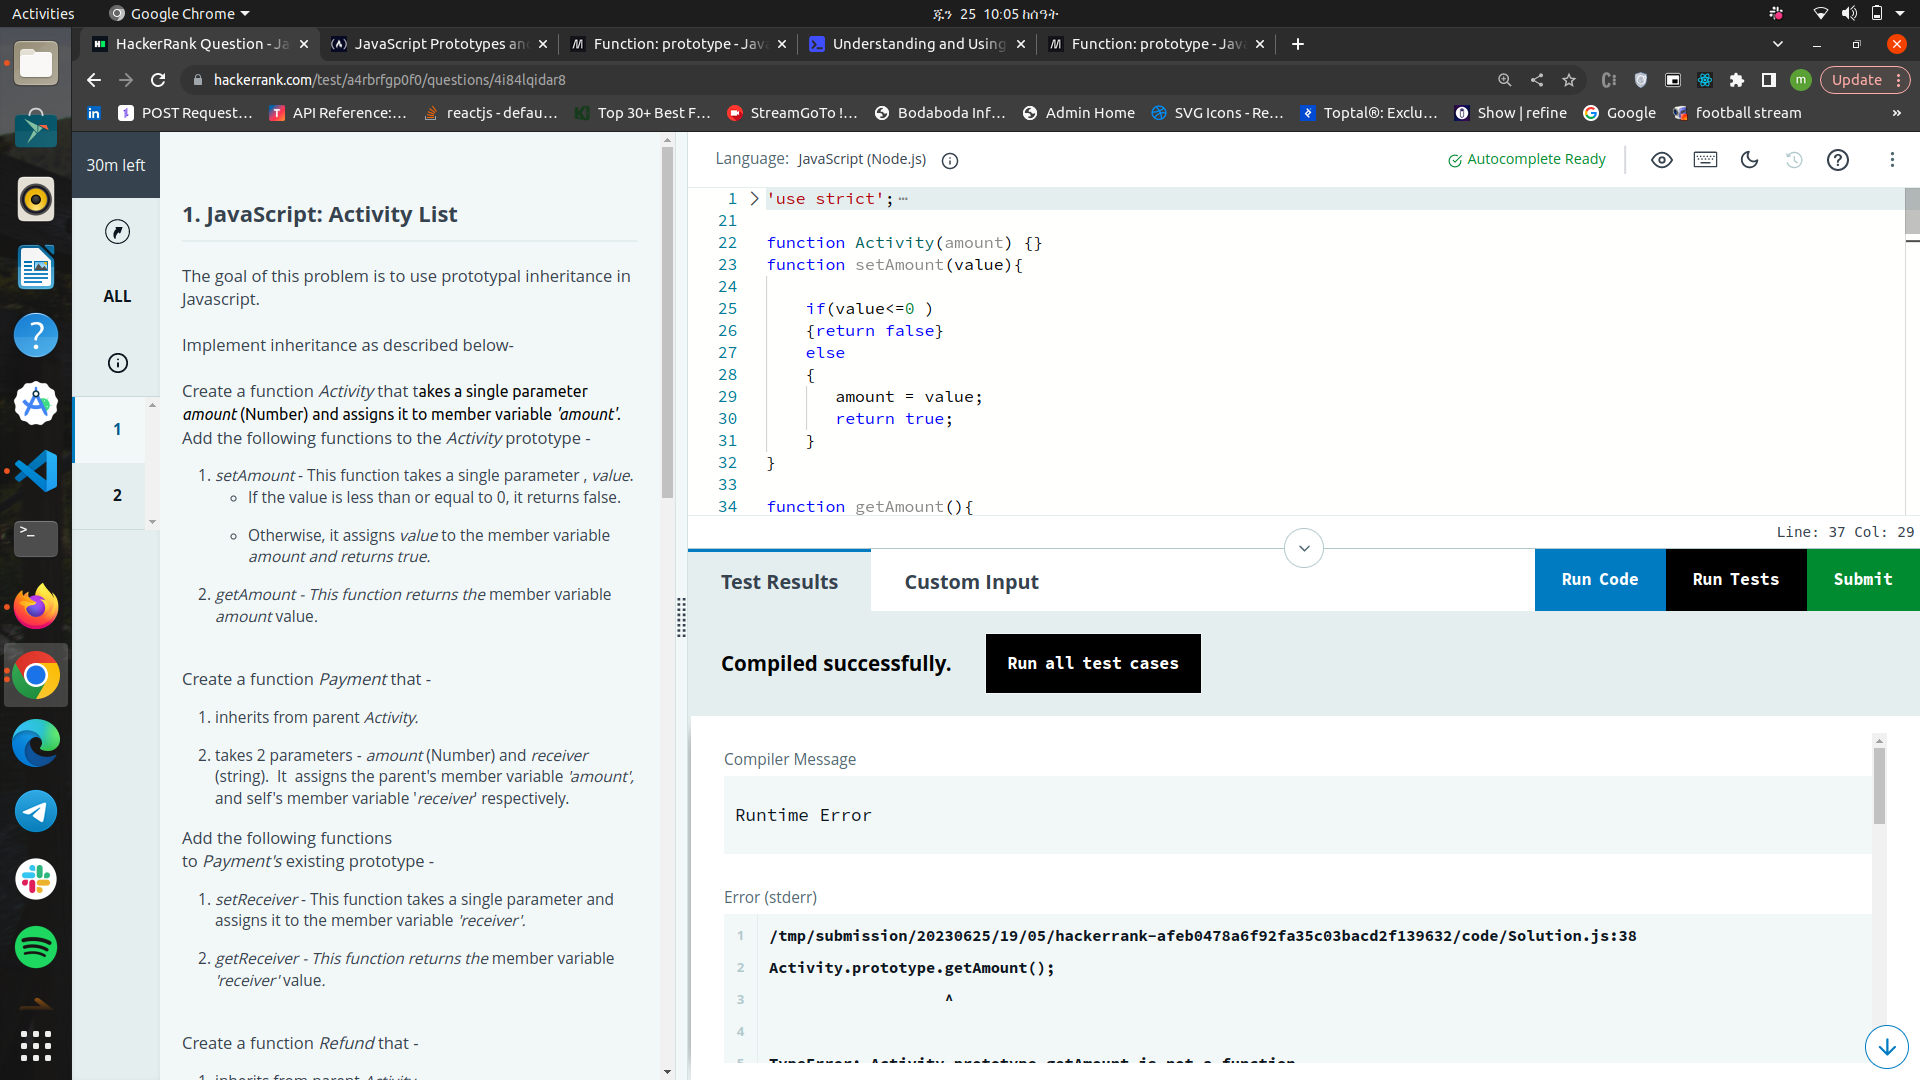 Activities
Google Chrome
ጁን 25 10:05 ከሰዓት
HackerRank Question - Ja
JavaScript Prototypes an
Function: prototype - Java
Understanding and Using
Function: prototype - Java
hackerrank.com/test/a4rbrfgp0f0/questions/4i84lqidar8
m
Update
POST Request...
API Reference:...
reactjs - defau...
Top 30+ Best F...
StreamGoTo !...
Bodaboda Inf...
Admin Home
SVG Icons - Re...
Toptal®: Exclu...
Show | refine
Google
football stream
»
30m left
ALL
1
2
1. JavaScript: Activity List
The goal of this problem is to use prototypal inheritance in
Javascript.
Implement inheritance as described below-
Create a function Activity that takes a single parameter
amount (Number) and assigns it to member variable 'amount'.
Add the following functions to the Activity prototype -
1. setAmount - This function takes a single parameter , value.
If the value is less than or equal to 0, it returns false.
Otherwise, it assigns value to the member variable
amount and returns true.
2. getAmount - This function returns the member variable
amount value.
Create a function Payment that -
1. inherits from parent Activity.
2. takes 2 parameters - amount (Number) and receiver
(string). It assigns the parent's member variable 'amount',
and self's member variable 'receiver' respectively.
Add the following functions
to Payment's existing prototype -
1. setReceiver - This function takes a single parameter and
assigns it to the member variable 'receiver'.
2. getReceiver - This function returns the member variable
'receiver' value.
Create a function Refund that -
1. inherits from parent Activity.
Language: JavaScript (Node.js)
Autocomplete Ready
1 'use strict';
21
22 function Activity(amount) {}
23 function setAmount(value){
24
25 if(value<=0 )
26 {return false}
27 else
28 {
29 amount = value;
30 return true;
31 }
32 }
33
34 function getAmount(){
Line: 37 Col: 29
Test Results
Custom Input
Run Code
Run Tests
Submit
Compiled successfully.
Run all test cases
Compiler Message
Runtime Error
Error (stderr)
1 /tmp/submission/20230625/19/05/hackerrank-afeb0478a6f92fa35c03bacd2f139632/code/Solution.js:38
2 Activity.prototype.getAmount();
3 ^
4
5 TypeError: Activity.prototype.getAmount is not a function